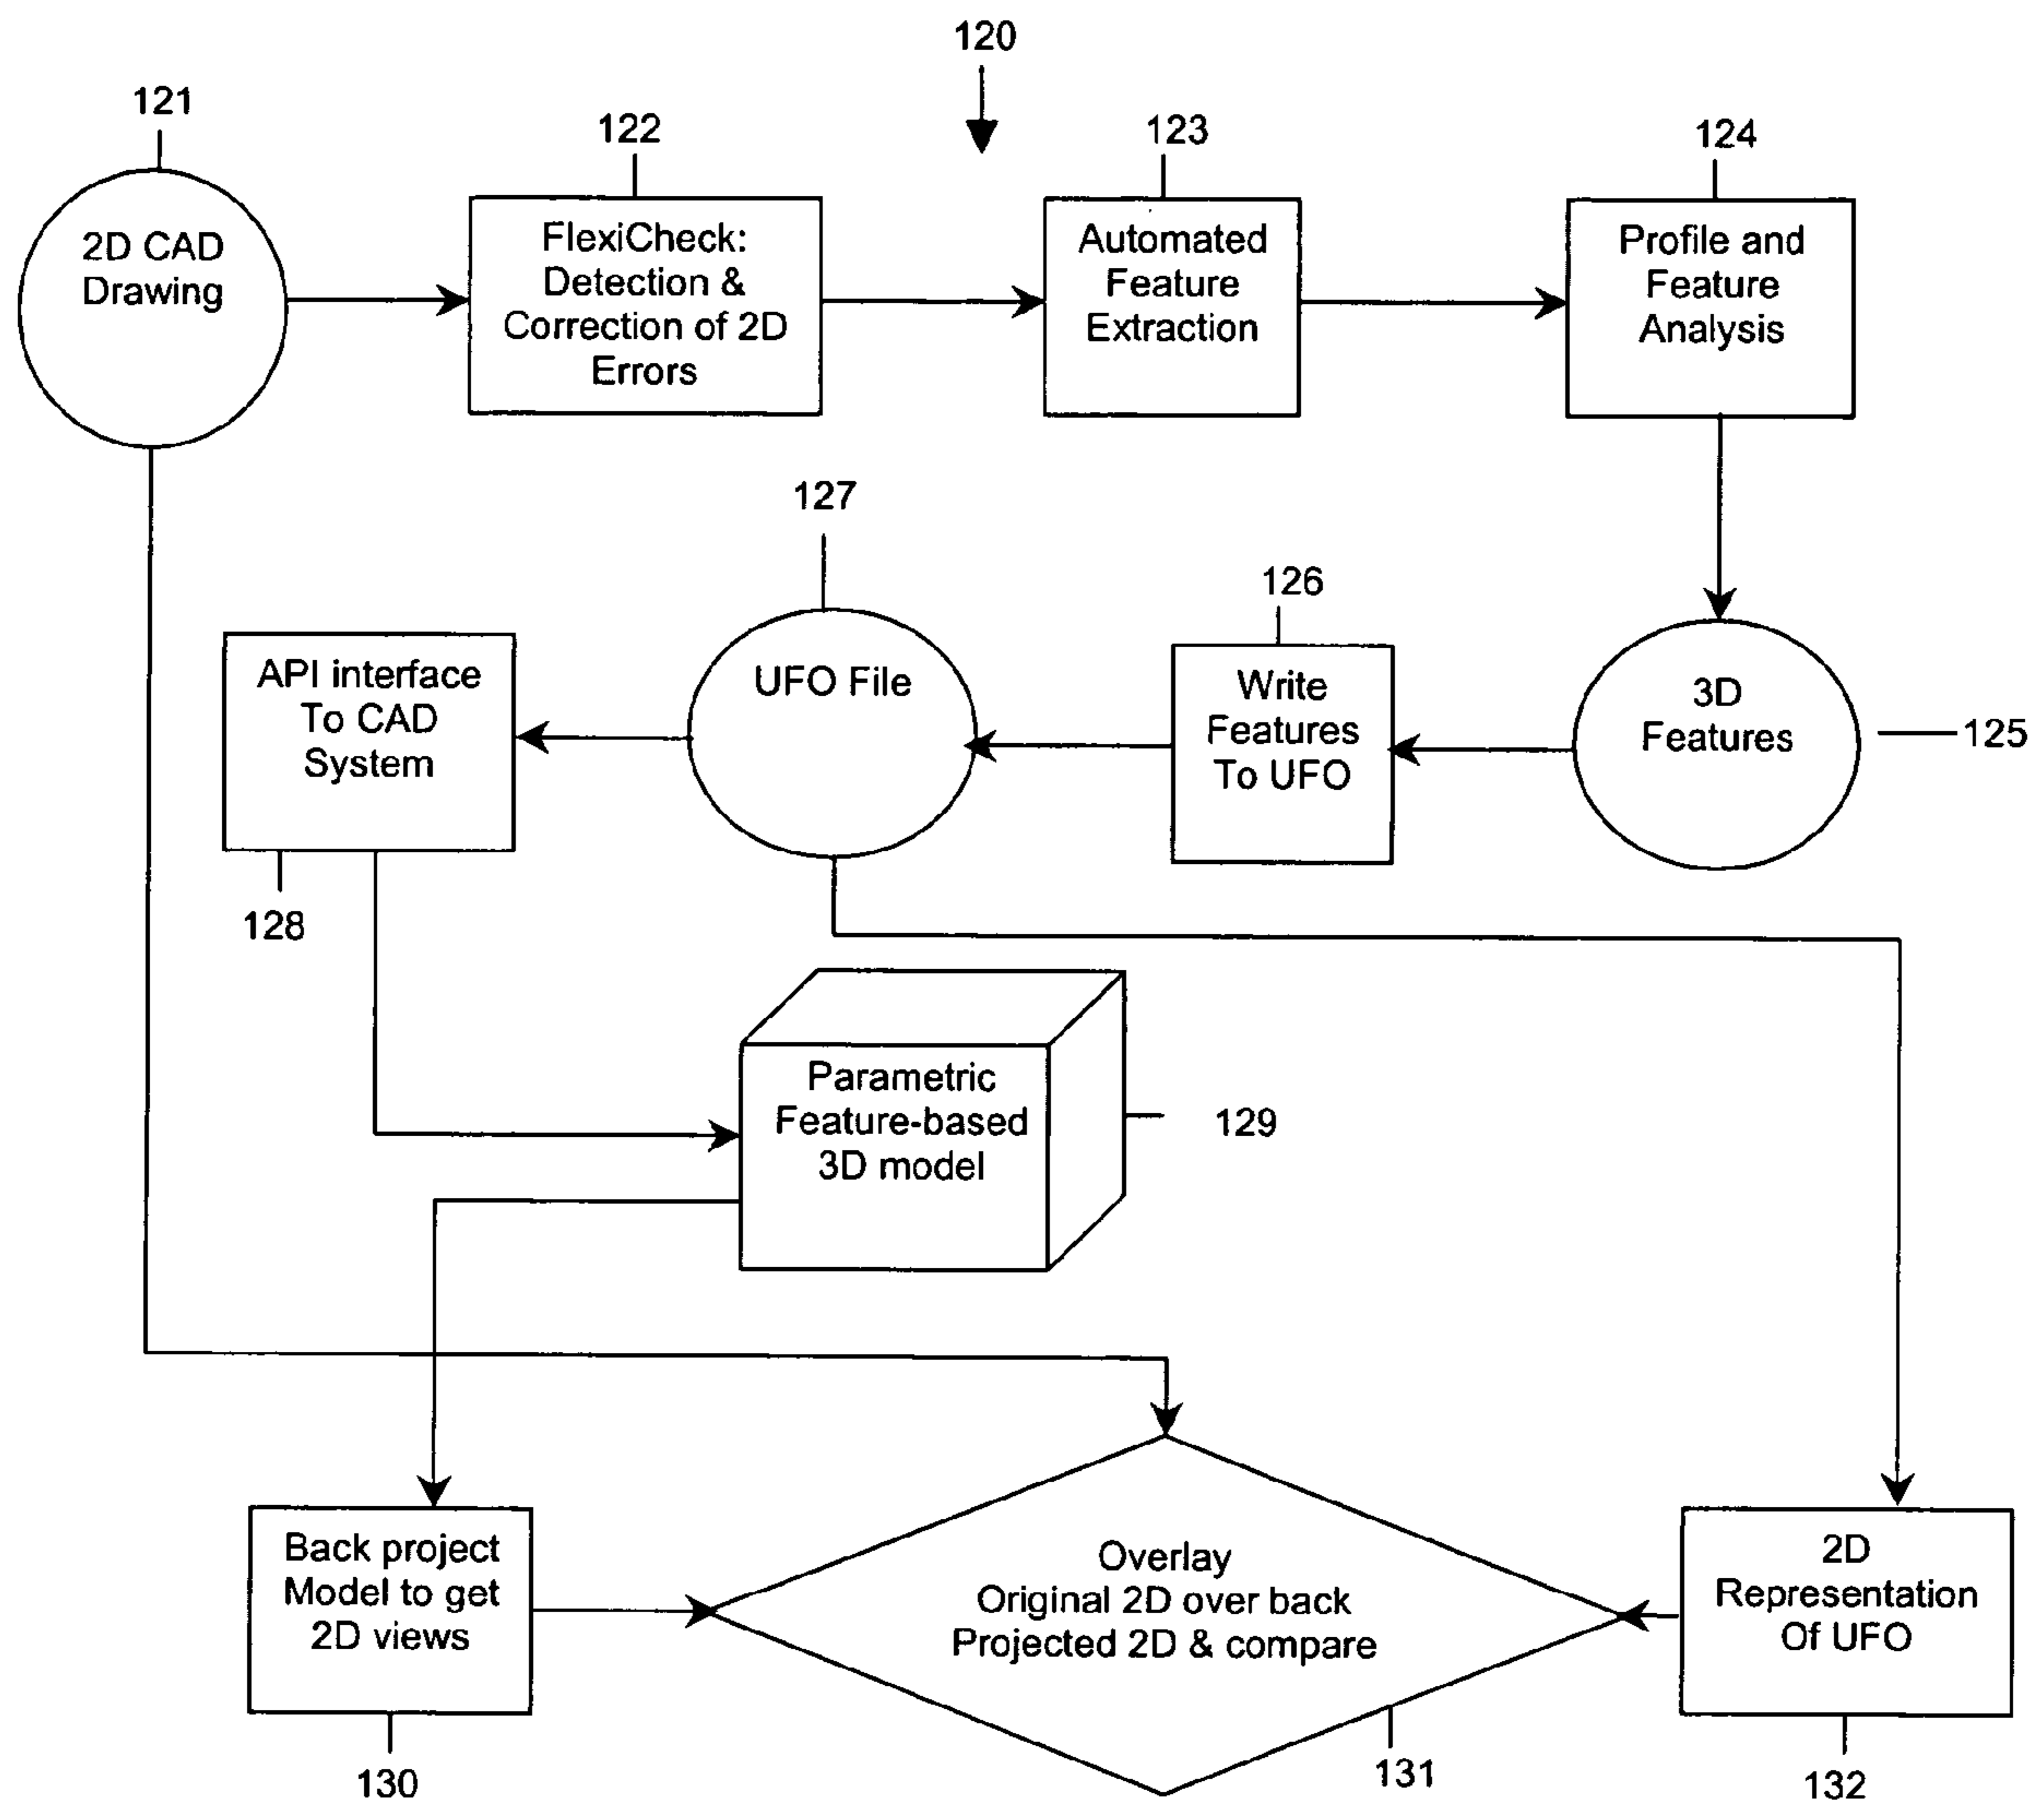 120
121
122
123
124
2D CAD
Drawing
FlexiCheck:
Detection &
Correction of 2D
Errors
Automated
Feature
Extraction
Profile and
Feature
Analysis
127
126
API interface
To CAD
System
UFO File
Write
Features
To UFO
3D
Features
125
128
Parametric
Feature-based
3D model
129
Back project
Model to get
2D views
Overlay
Original 2D over back
Projected 2D & compare
2D
Representation
Of UFO
130
131
132